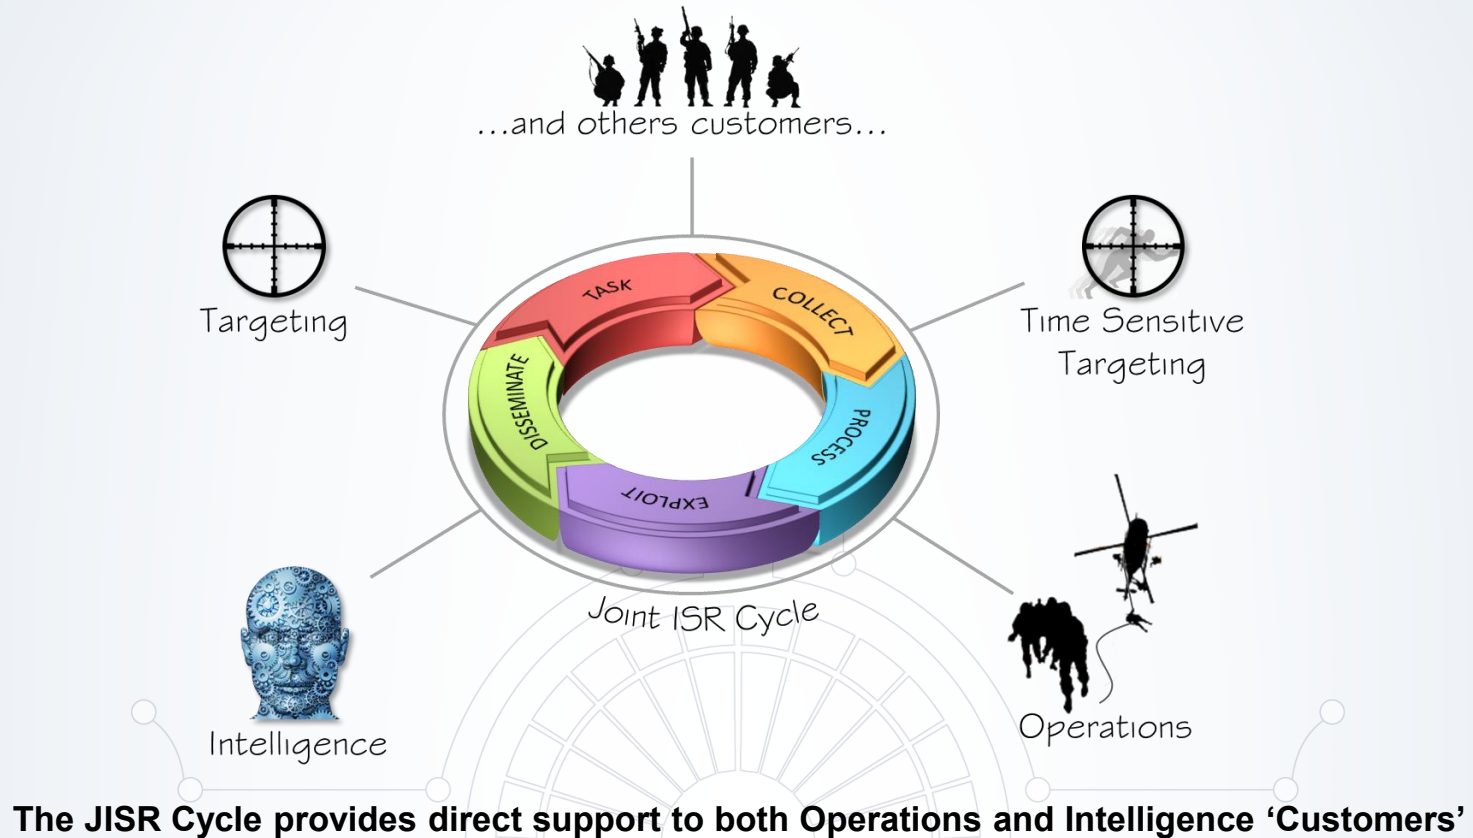 ...and others customers...
Targeting
Time Sensitive
Targeting
TASK
COLLECT
PROCESS
EXPLOIT
DISSEMINATE
Joint ISR Cycle
Intelligence
Operations
The JISR Cycle provides direct support to both Operations and Intelligence ‘Customers’